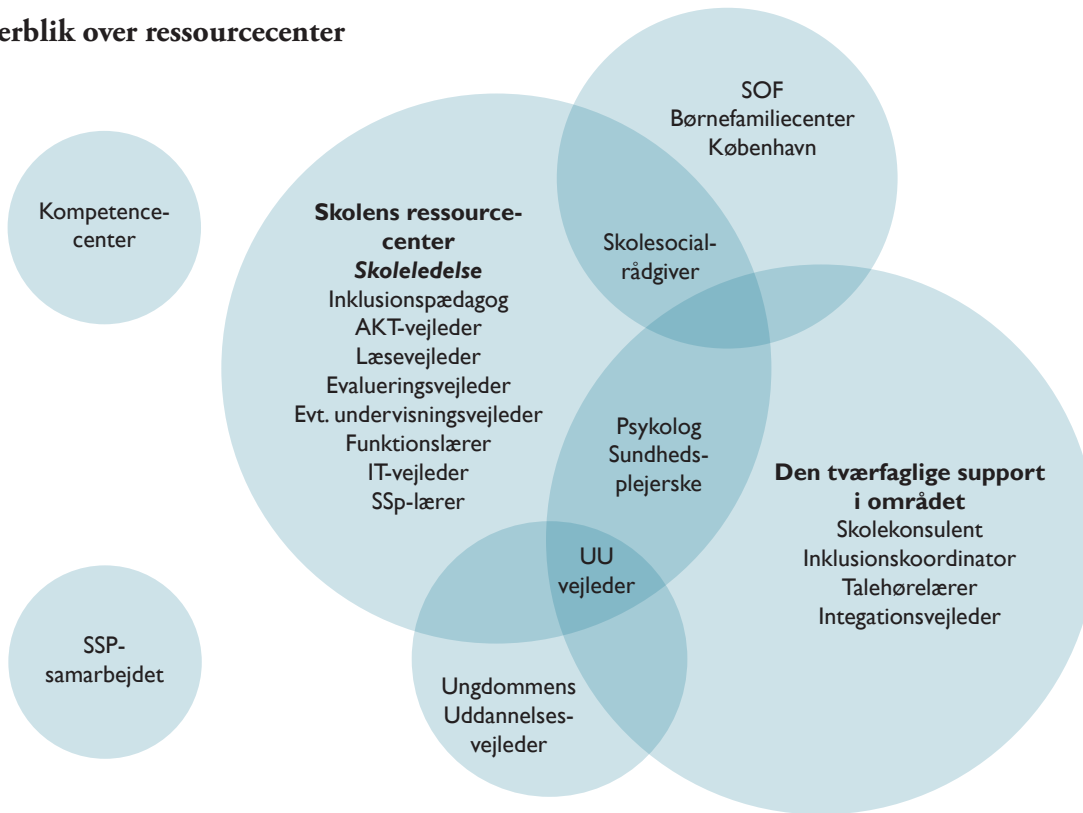 erblik over ressourcecenter
SOF
Børnefamiliecenter
København
Kompetence-
center
Skolens ressource-
center
Skoleledelse
Inklusionspædagog
AKT-vejleder
Læsevejleder
Evalueringsvejleder
Evt. undervisningsvejleder
Funktionslærer
IT-vejleder
SSp-lærer
Skolesocial-
rådgiver
Psykolog
Sundheds-
plejerske
Den tværfaglige support
i området
Skolekonsulent
Inklusionskoordinator
Talehørelærer
Integationsvejleder
UU
vejleder
SSP-
samarbejdet
Ungdommens
Uddannelses-
vejleder